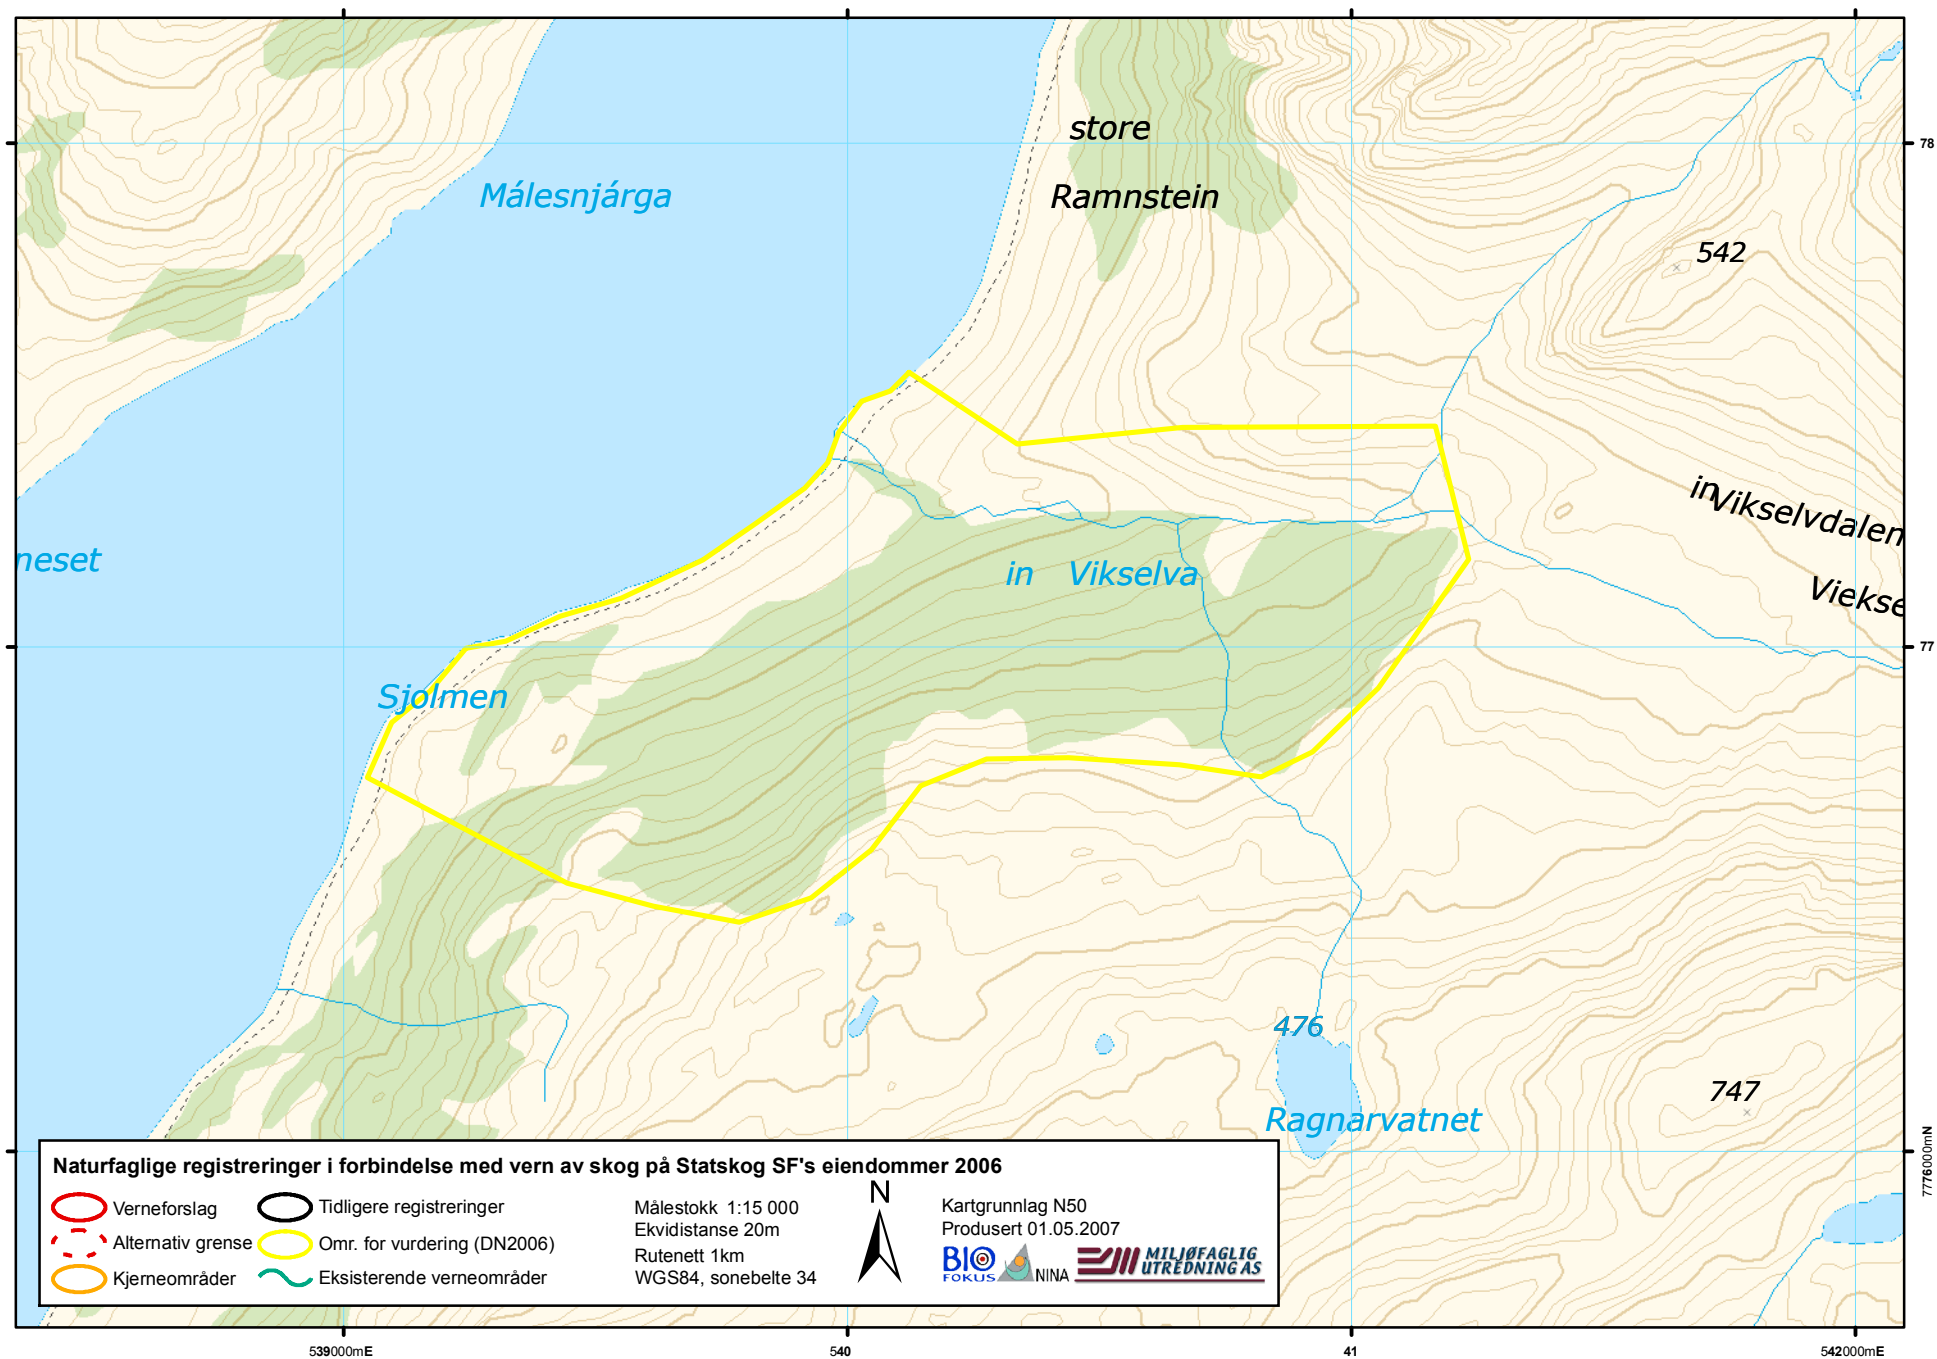 store
78
Málesnjárga
Ramnstein
542
in
Vikselvdalen
neset
in Vikselva
Viekse
77
Sjolmen
476
747
Ragnarvatnet
7776000mN
Naturfaglige registreringer i forbindelse med vern av skog på Statskog SF's eiendommer 2006
Verneforslag
Alternativ grense
Kjerneområder
Tidligere registreringer
Omr. for vurdering (DN2006)
Eksisterende verneområder
Målestokk 1:15 000
Ekvidistanse 20m
Rutenett 1km
WGS84, sonebelte 34
N
Kartgrunnlag N50
Produsert 01.05.2007
BIO
FOKUS
NINA
MILJØFAGLIG
UTREDNING AS
539000mE
540
41
542000mE